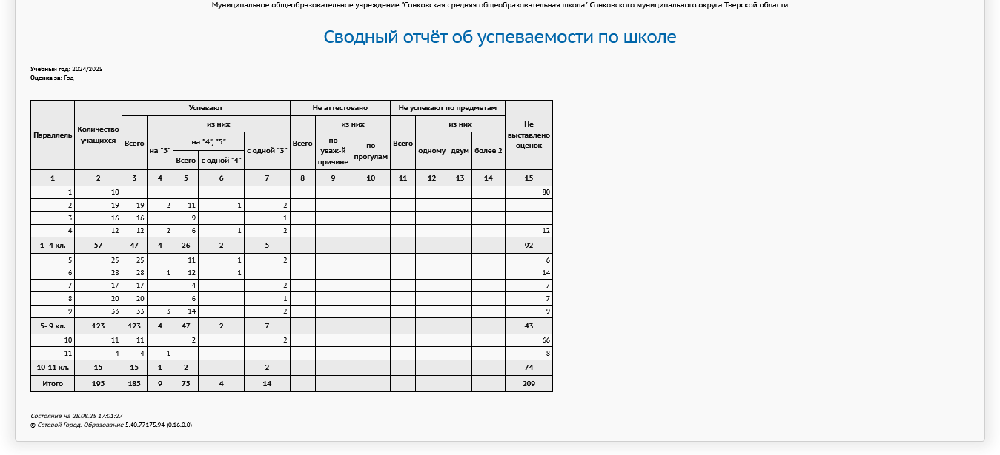 Муниципальное общеобразовательное учреждение "Сонковская средняя общеобразовательная школа" Сонковского муниципального округа Тверской области
Сводный отчёт об успеваемости по школе
Учебный год: 2024/2025
Оценка за: Год
Параллель Количество учащихся Успевают Не аттестовано Не успевают по предметам Не выставлено оценок
Всего из них Всего из них Всего из них
на "5" на "4", "5" с одной "3" по уваж-й причине по прогулам одному двум более 2
Всего с одной "4"
1 2 3 4 5 6 7 8 9 10 11 12 13 14 15
1 10 80
2 19 19 2 11 1 2
3 16 16 9 1
4 12 12 2 6 1 2 12
1- 4 кл. 57 47 4 26 2 5 92
5 25 25 11 1 2 6
6 28 28 1 12 1 14
7 17 17 4 2 7
8 20 20 6 1 7
9 33 33 3 14 2 9
5- 9 кл. 123 123 4 47 2 7 43
10 11 11 2 2 66
11 4 4 1 8
10-11 кл. 15 15 1 2 2 74
Итого 195 185 9 75 4 14 209
Состояние на 28.08.25 17:01:27
© Сетевой Город. Образование 5.40.77175.94 (0.16.0.0)